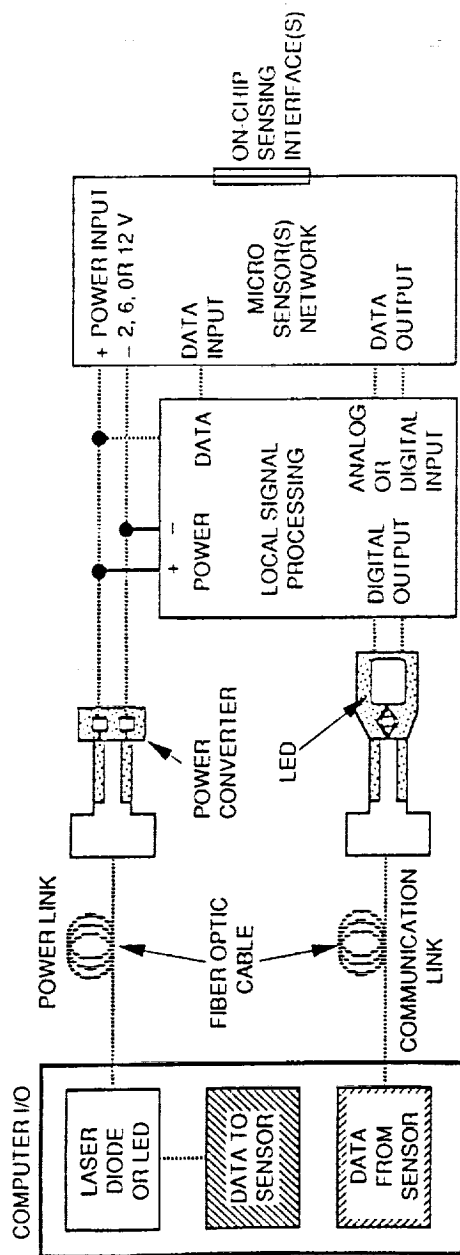 COMPUTER I/O
LASER
DIODE
OR LED
DATA TO
SENSOR
DATA
FROM
SENSOR
POWER LINK
FIBER OPTIC
CABLE
COMMUNICATION
LINK
POWER
CONVERTER
LED
+ −
POWER DATA
LOCAL SIGNAL
PROCESSING
DIGITAL
OUTPUT
ANALOG
OR
DIGITAL
INPUT
+ POWER INPUT
− 2, 6, 0R 12 V
DATA
INPUT
MICRO
SENSOR(S)
NETWORK
DATA
OUTPUT
ON-CHIP
SENSING
INTERFACE(S)